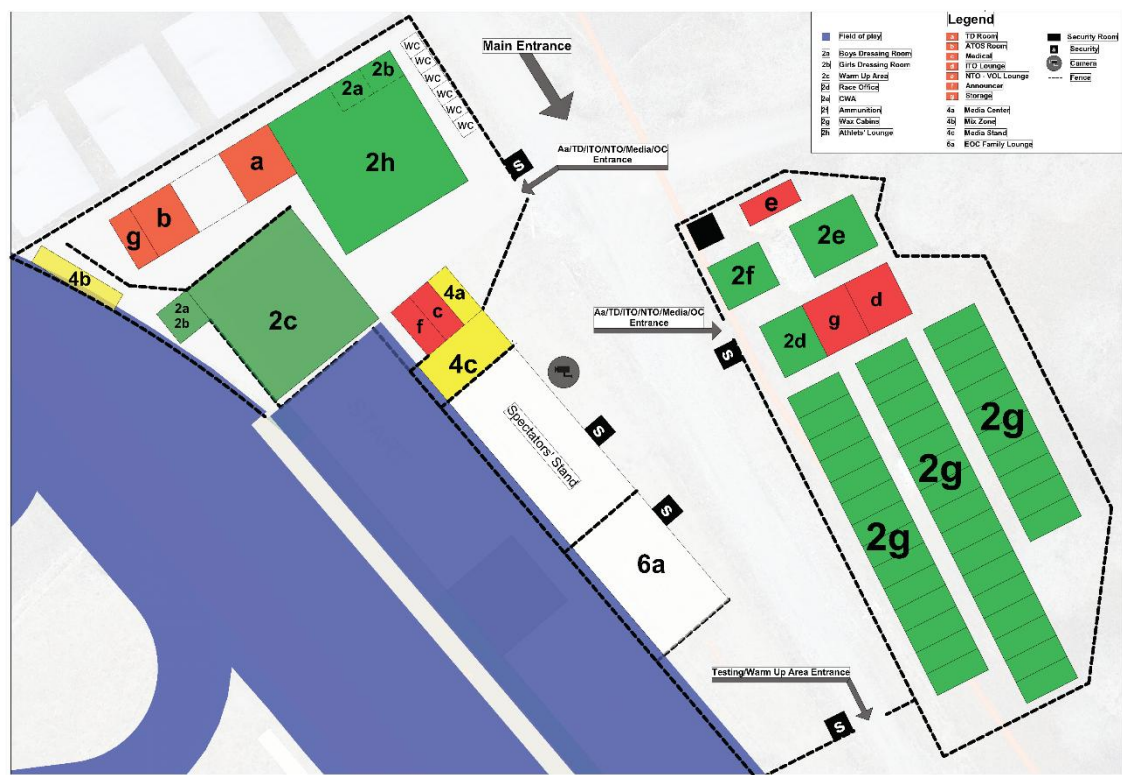 Legend
Field of play
2a Boys Dressing Room
2b Girls Dressing Room
2c Warm Up Area
2d Race Office
2e CWA
2f Ammunition
2g Wax Cabins
2h Athlets' Lounge
a TD Room
b ATOS Room
c Medical
d ITO Lounge
e NTO - VOL Lounge
f Announcer
g Storage
4a Media Center
4b Mix Zone
4c Media Stand
6a EOC Family Lounge
Security Room
s Security
Camera
Fence
Main Entrance
WC
WC
WC
WC
WC
WC
2b
2a
2h
a
b
g
S
Aa/TD/ITO/NTO/Media/OC
Entrance
4b
2a
2b
2c
4a
c
f
4c
Spectators' Stand
S
S
6a
e
2e
2f
d
g
2d
Aa/TD/ITO/NTO/Media/OC
Entrance
S
2g
2g
2g
Testing/Warm Up Area Entrance
S